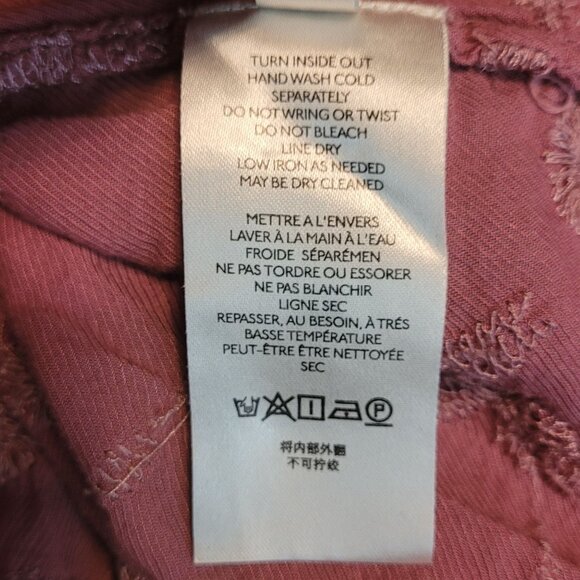 TURN INSIDE OUT
HAND WASH COLD
SEPARATELY
DO NOT WRING OR TWIST
DO NOT BLEACH
LINE DRY
LOW IRON AS NEEDED
MAY BE DRY CLEANED
METTRE A L'ENVERS
LAVER À LA MAIN À L'EAU
FROIDE SÉPARÉMEN
NE PAS TORDRE OU ESSORER
NE PAS BLANCHIR
LIGNE SEC
REPASSER, AU BESOIN, À TRÉS
BASSE TEMPÉRATURE
PEUT-ÊTRE ÊTRE NETTOYÉE
SEC
P
将内部外翻
不可拧绞